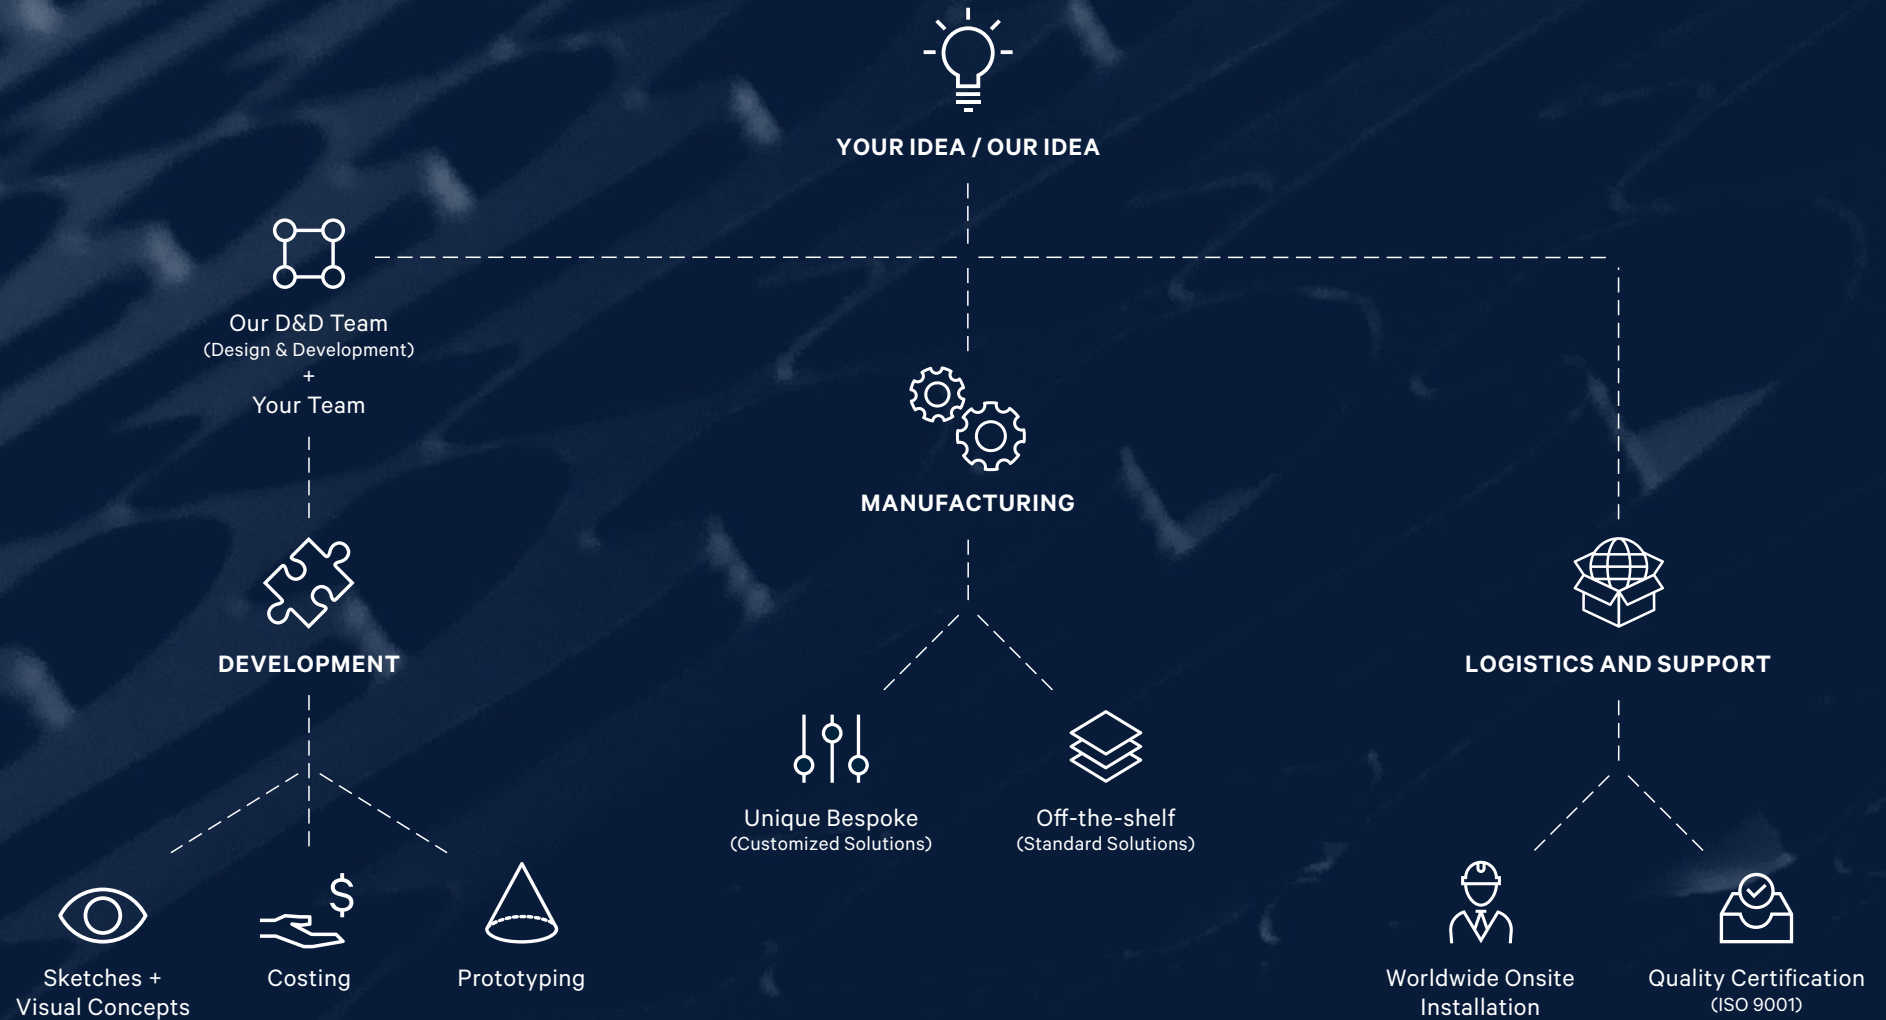 YOUR IDEA / OUR IDEA
Our D&D Team
(Design & Development)
+
Your Team
MANUFACTURING
DEVELOPMENT
LOGISTICS AND SUPPORT
Unique Bespoke
(Customized Solutions)
Off-the-shelf
(Standard Solutions)
$
Sketches +
Visual Concepts
Costing
Prototyping
Worldwide Onsite
Installation
Quality Certification
(ISO 9001)